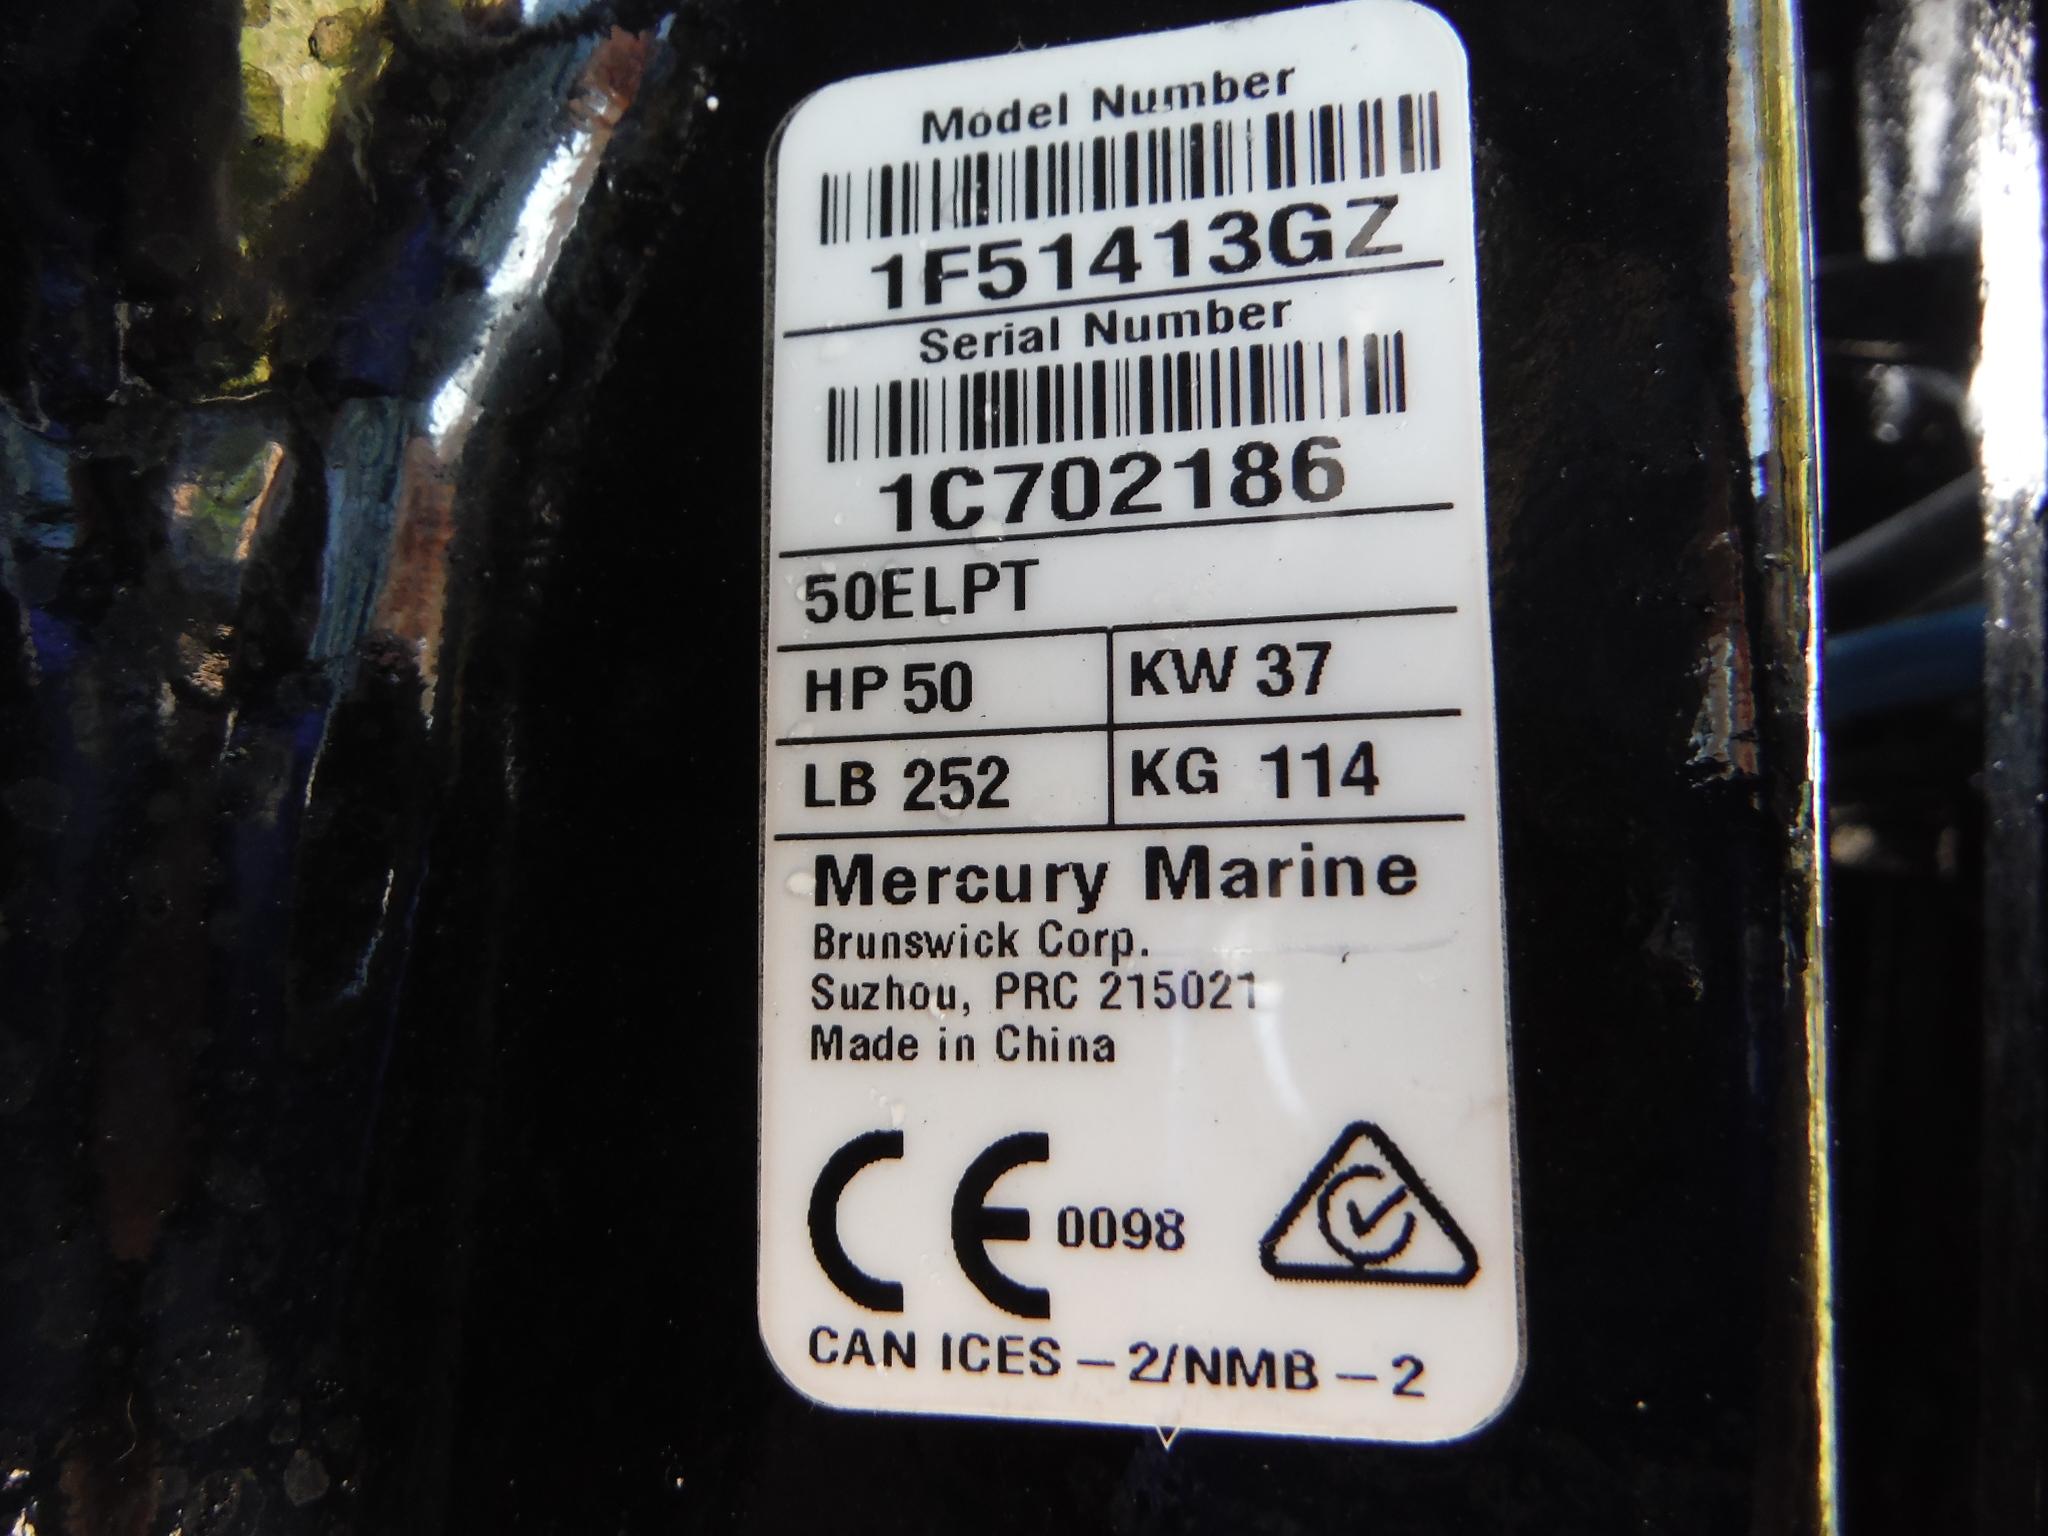 Model Number
1F51413GZ
Serial Number
1C702186
50ELPT
HP 50 KW 37
LB 252 KG 114
Mercury Marine
Brunswick Corp.
Suzhou, PRC 215021
Made in China
CE 0098
CAN ICES – 2/NMB – 2